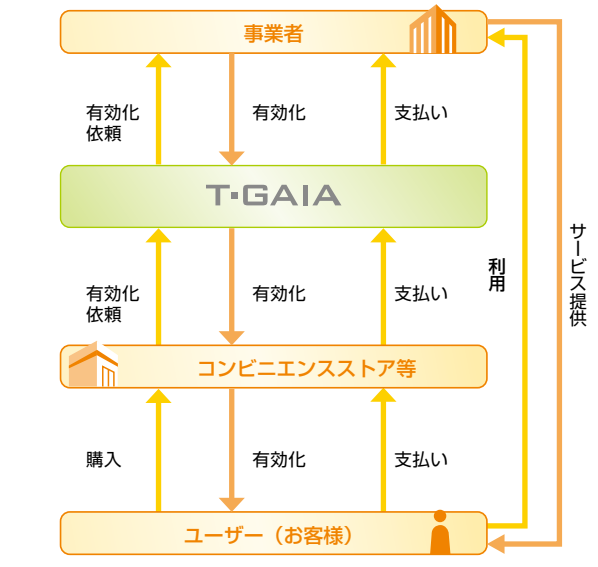 事業者
有効化
依頼
有効化
支払い
T-GAIA
有効化
依頼
有効化
支払い
利用
サービス提供
コンビニエンスストア等
購入
有効化
支払い
ユーザー（お客様）